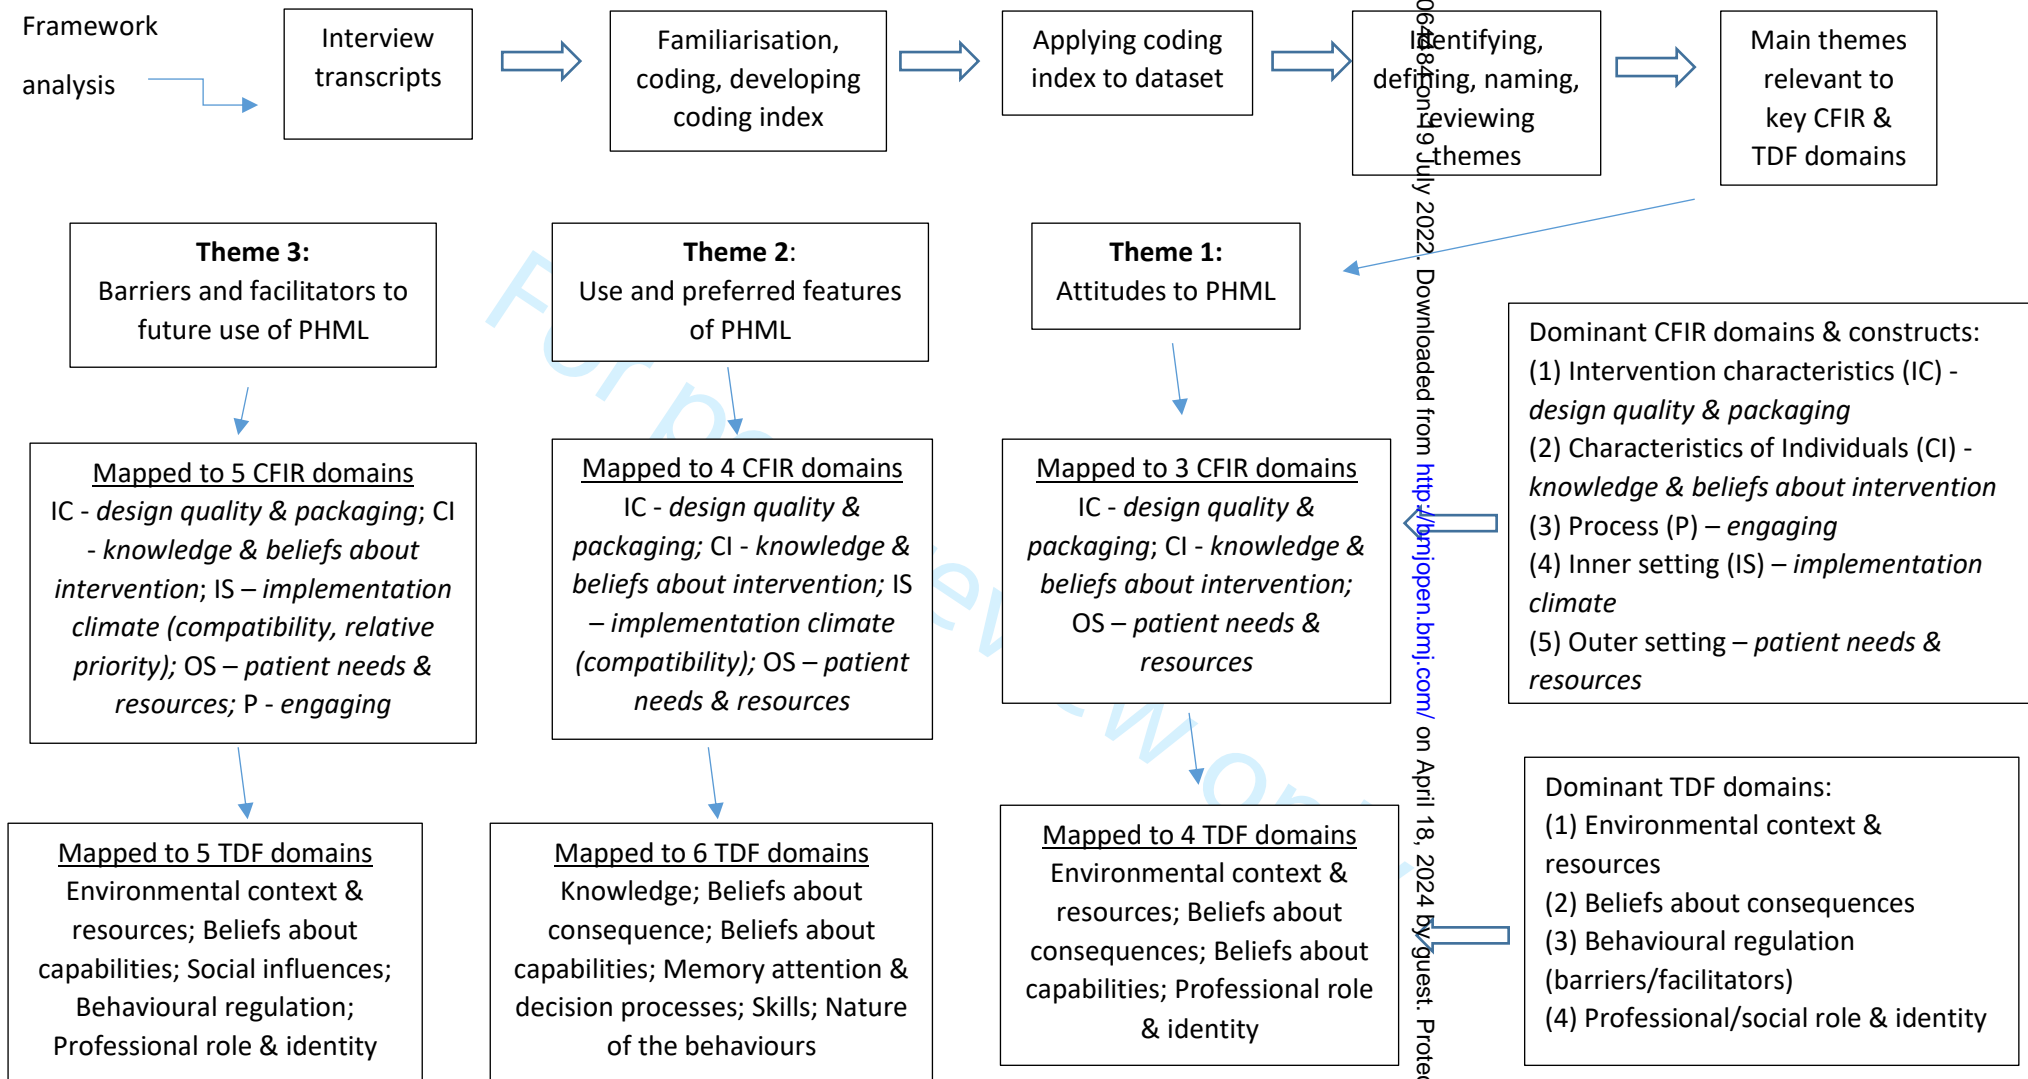 Framework
analysis
Interview
transcripts
Familiarisation,
coding, developing
coding index
Applying coding
index to dataset
Identifying,
defining, naming,
reviewing
themes
Main themes
relevant to
key CFIR &
TDF domains
Theme 3:
Barriers and facilitators to
future use of PHML
Theme 2:
Use and preferred features
of PHML
Theme 1:
Attitudes to PHML
Dominant CFIR domains & constructs:
(1) Intervention characteristics (IC) -
design quality & packaging
(2) Characteristics of Individuals (CI) -
knowledge & beliefs about intervention
(3) Process (P) – engaging
(4) Inner setting (IS) – implementation
climate
(5) Outer setting – patient needs &
resources
Mapped to 5 CFIR domains
IC - design quality & packaging; CI
- knowledge & beliefs about
intervention; IS – implementation
climate (compatibility, relative
priority); OS – patient needs &
resources; P - engaging
Mapped to 4 CFIR domains
IC - design quality &
packaging; CI - knowledge &
beliefs about intervention; IS
– implementation climate
(compatibility); OS – patient
needs & resources
Mapped to 3 CFIR domains
IC - design quality &
packaging; CI - knowledge &
beliefs about intervention;
OS – patient needs &
resources
Mapped to 5 TDF domains
Environmental context &
resources; Beliefs about
capabilities; Social influences;
Behavioural regulation;
Professional role & identity
Mapped to 6 TDF domains
Knowledge; Beliefs about
consequence; Beliefs about
capabilities; Memory attention &
decision processes; Skills; Nature
of the behaviours
Mapped to 4 TDF domains
Environmental context &
resources; Beliefs about
consequences; Beliefs about
capabilities; Professional role
& identity
Dominant TDF domains:
(1) Environmental context &
resources
(2) Beliefs about consequences
(3) Behavioural regulation
(barriers/facilitators)
(4) Professional/social role & identity
on 19 July 2022. Downloaded from http://bmjopen.bmj.com/ on April 18, 2024 by guest.
For